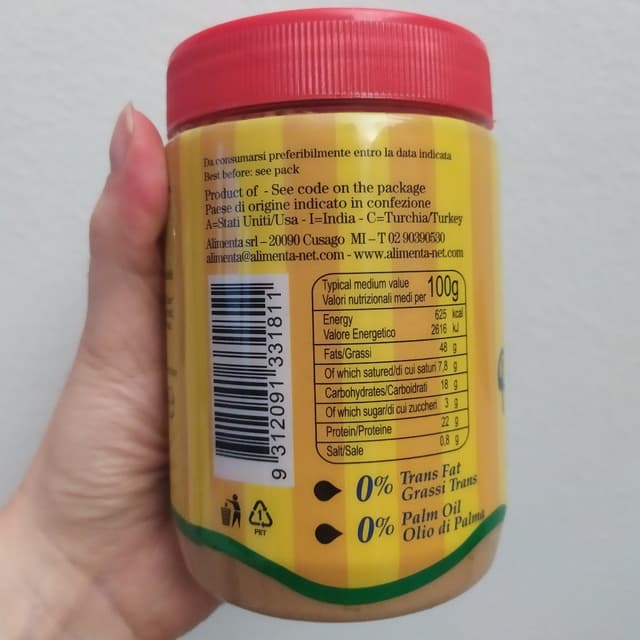 Da consumarsi preferibilmente entro la data indicata
Best before: see pack
Product of - See code on the package
Paese di origine indicato in confezione
A=Stati Uniti/Usa - I=India - C=Turchia/Turkey
Alimenta srl – 20090 Cusago MI – T 02 90390530
alimenta@alimenta-net.com - www.alimenta-net.com
9 312091 331811
Typical medium value
Valori nutrizionali medi per 100g
Energy 625 kcal
Valore Energetico 2616 kJ
Fats/Grassi 48 g
Of which satured/di cui saturi 7,8 g
Carbohydrates/Carboidrati 18 g
Of which sugar/di cui zuccheri 3 g
Protein/Proteine 22 g
Salt/Sale 0,8 g
0% Trans Fat
Grassi Trans
0% Palm Oil
Olio di Palma
1
PET